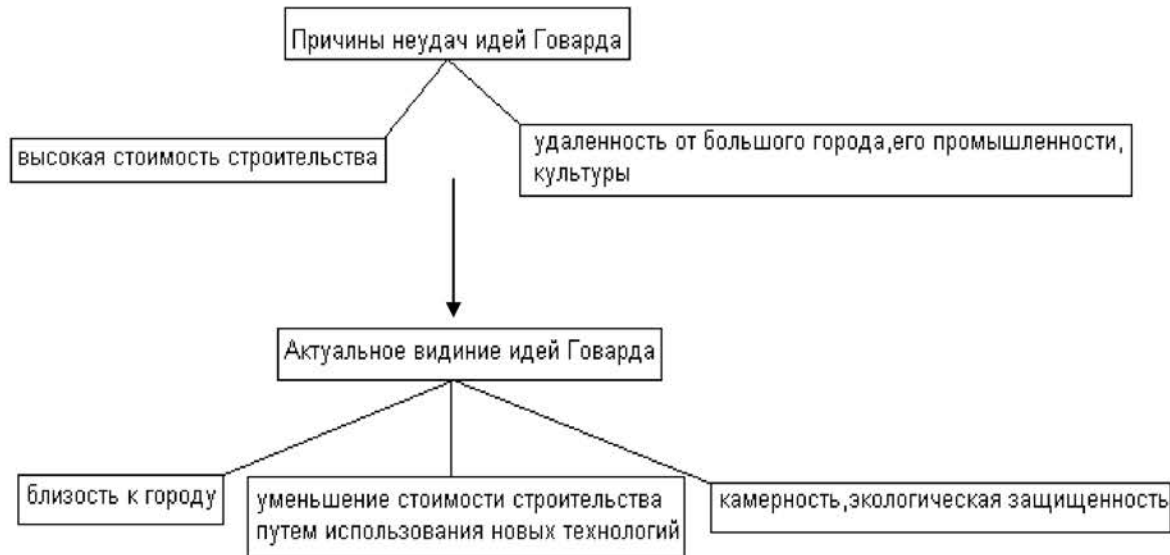 Причины неудач идей Говарда
высокая стоимость строительства
удаленность от большого города,его промышленности,
культуры
Актуальное видиние идей Говарда
близость к городу
уменьшение стоимости строительства
путем использования новых технологий
камерность,экологическая защищенность